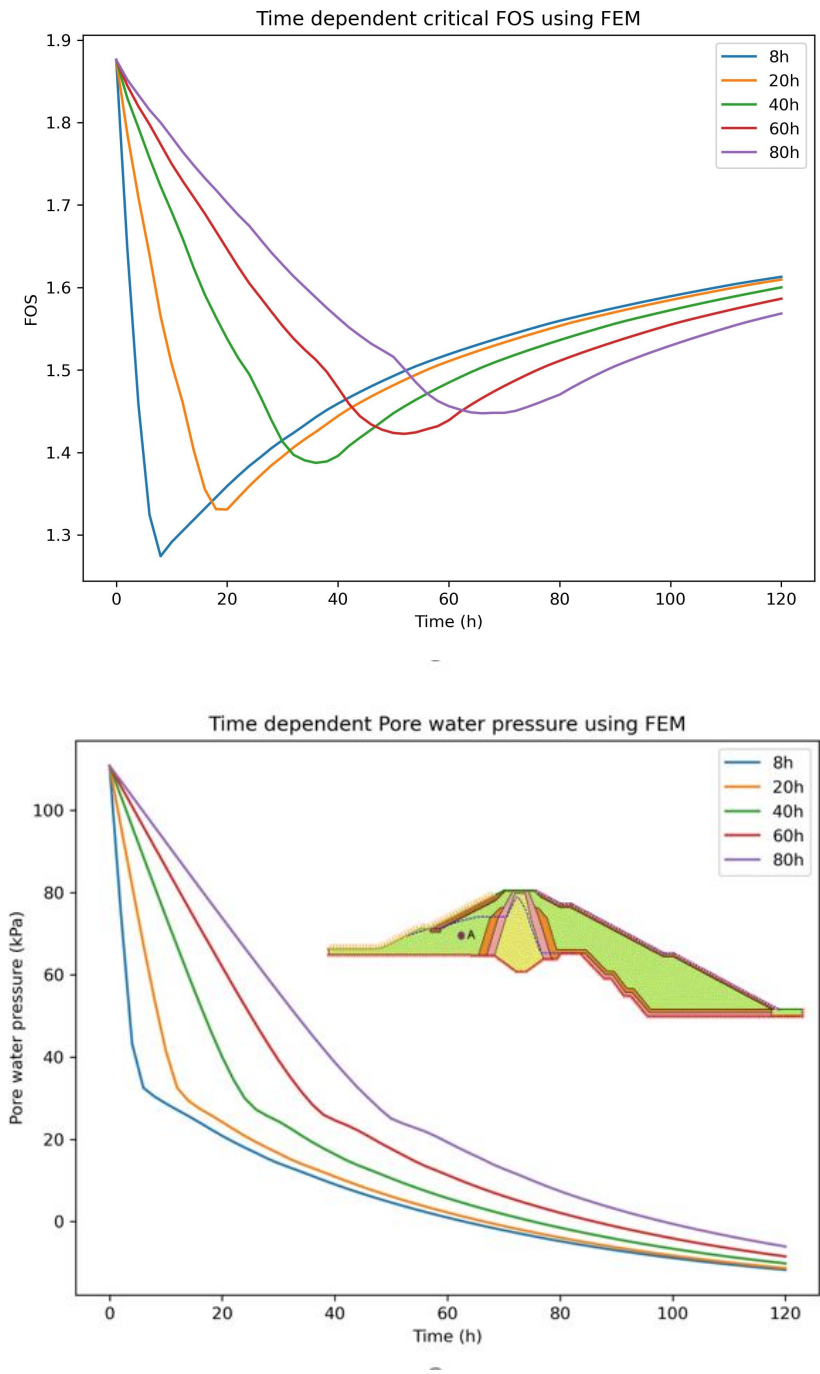 Time dependent critical FOS using FEM
1.9
1.8
1.7
1.6
1.5
1.4
1.3
FOS
8h
20h
40h
60h
80h
0 20 40 60 80 100 120
Time (h)
Time dependent Pore water pressure using FEM
100
80
60
40
20
0
Pore water pressure (kPa)
8h
20h
40h
60h
80h
A
0 20 40 60 80 100 120
Time (h)